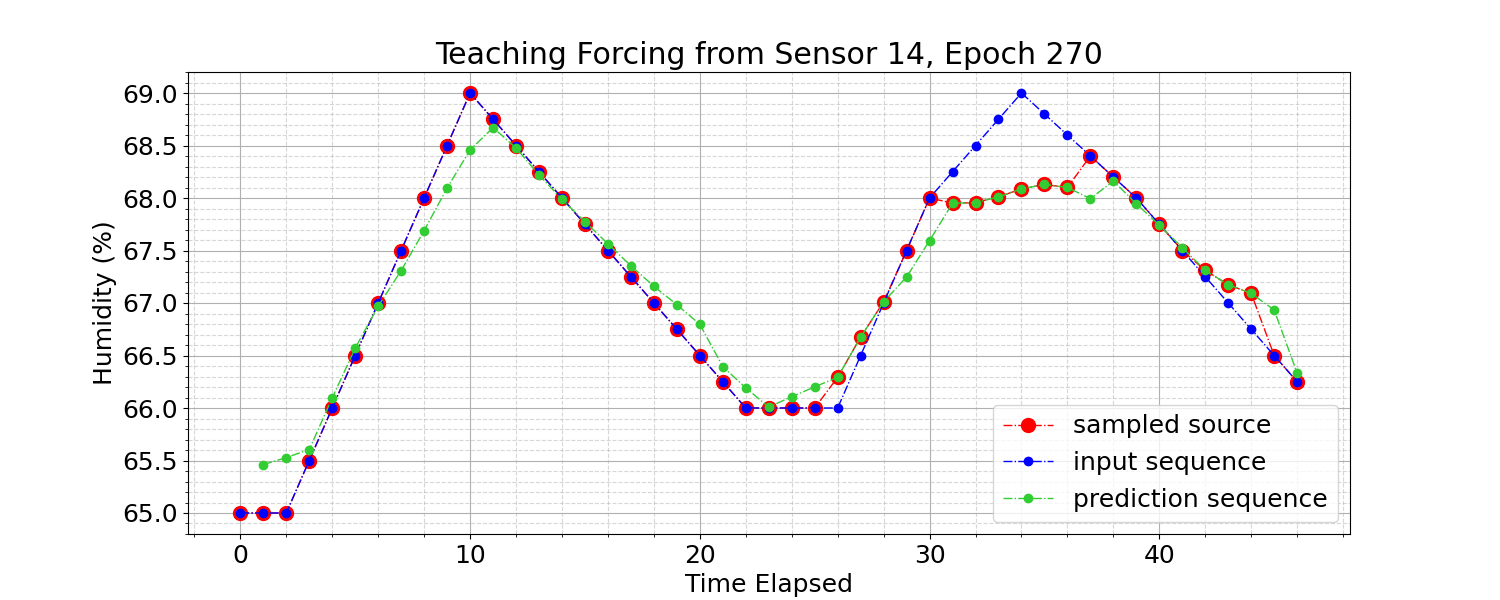 Teaching Forcing from Sensor 14, Epoch 270
69.0
68.5
68.0
67.5
67.0
66.5
66.0
65.5
65.0
Humidity (%)
sampled source
input sequence
prediction sequence
0 10 20 30 40
Time Elapsed